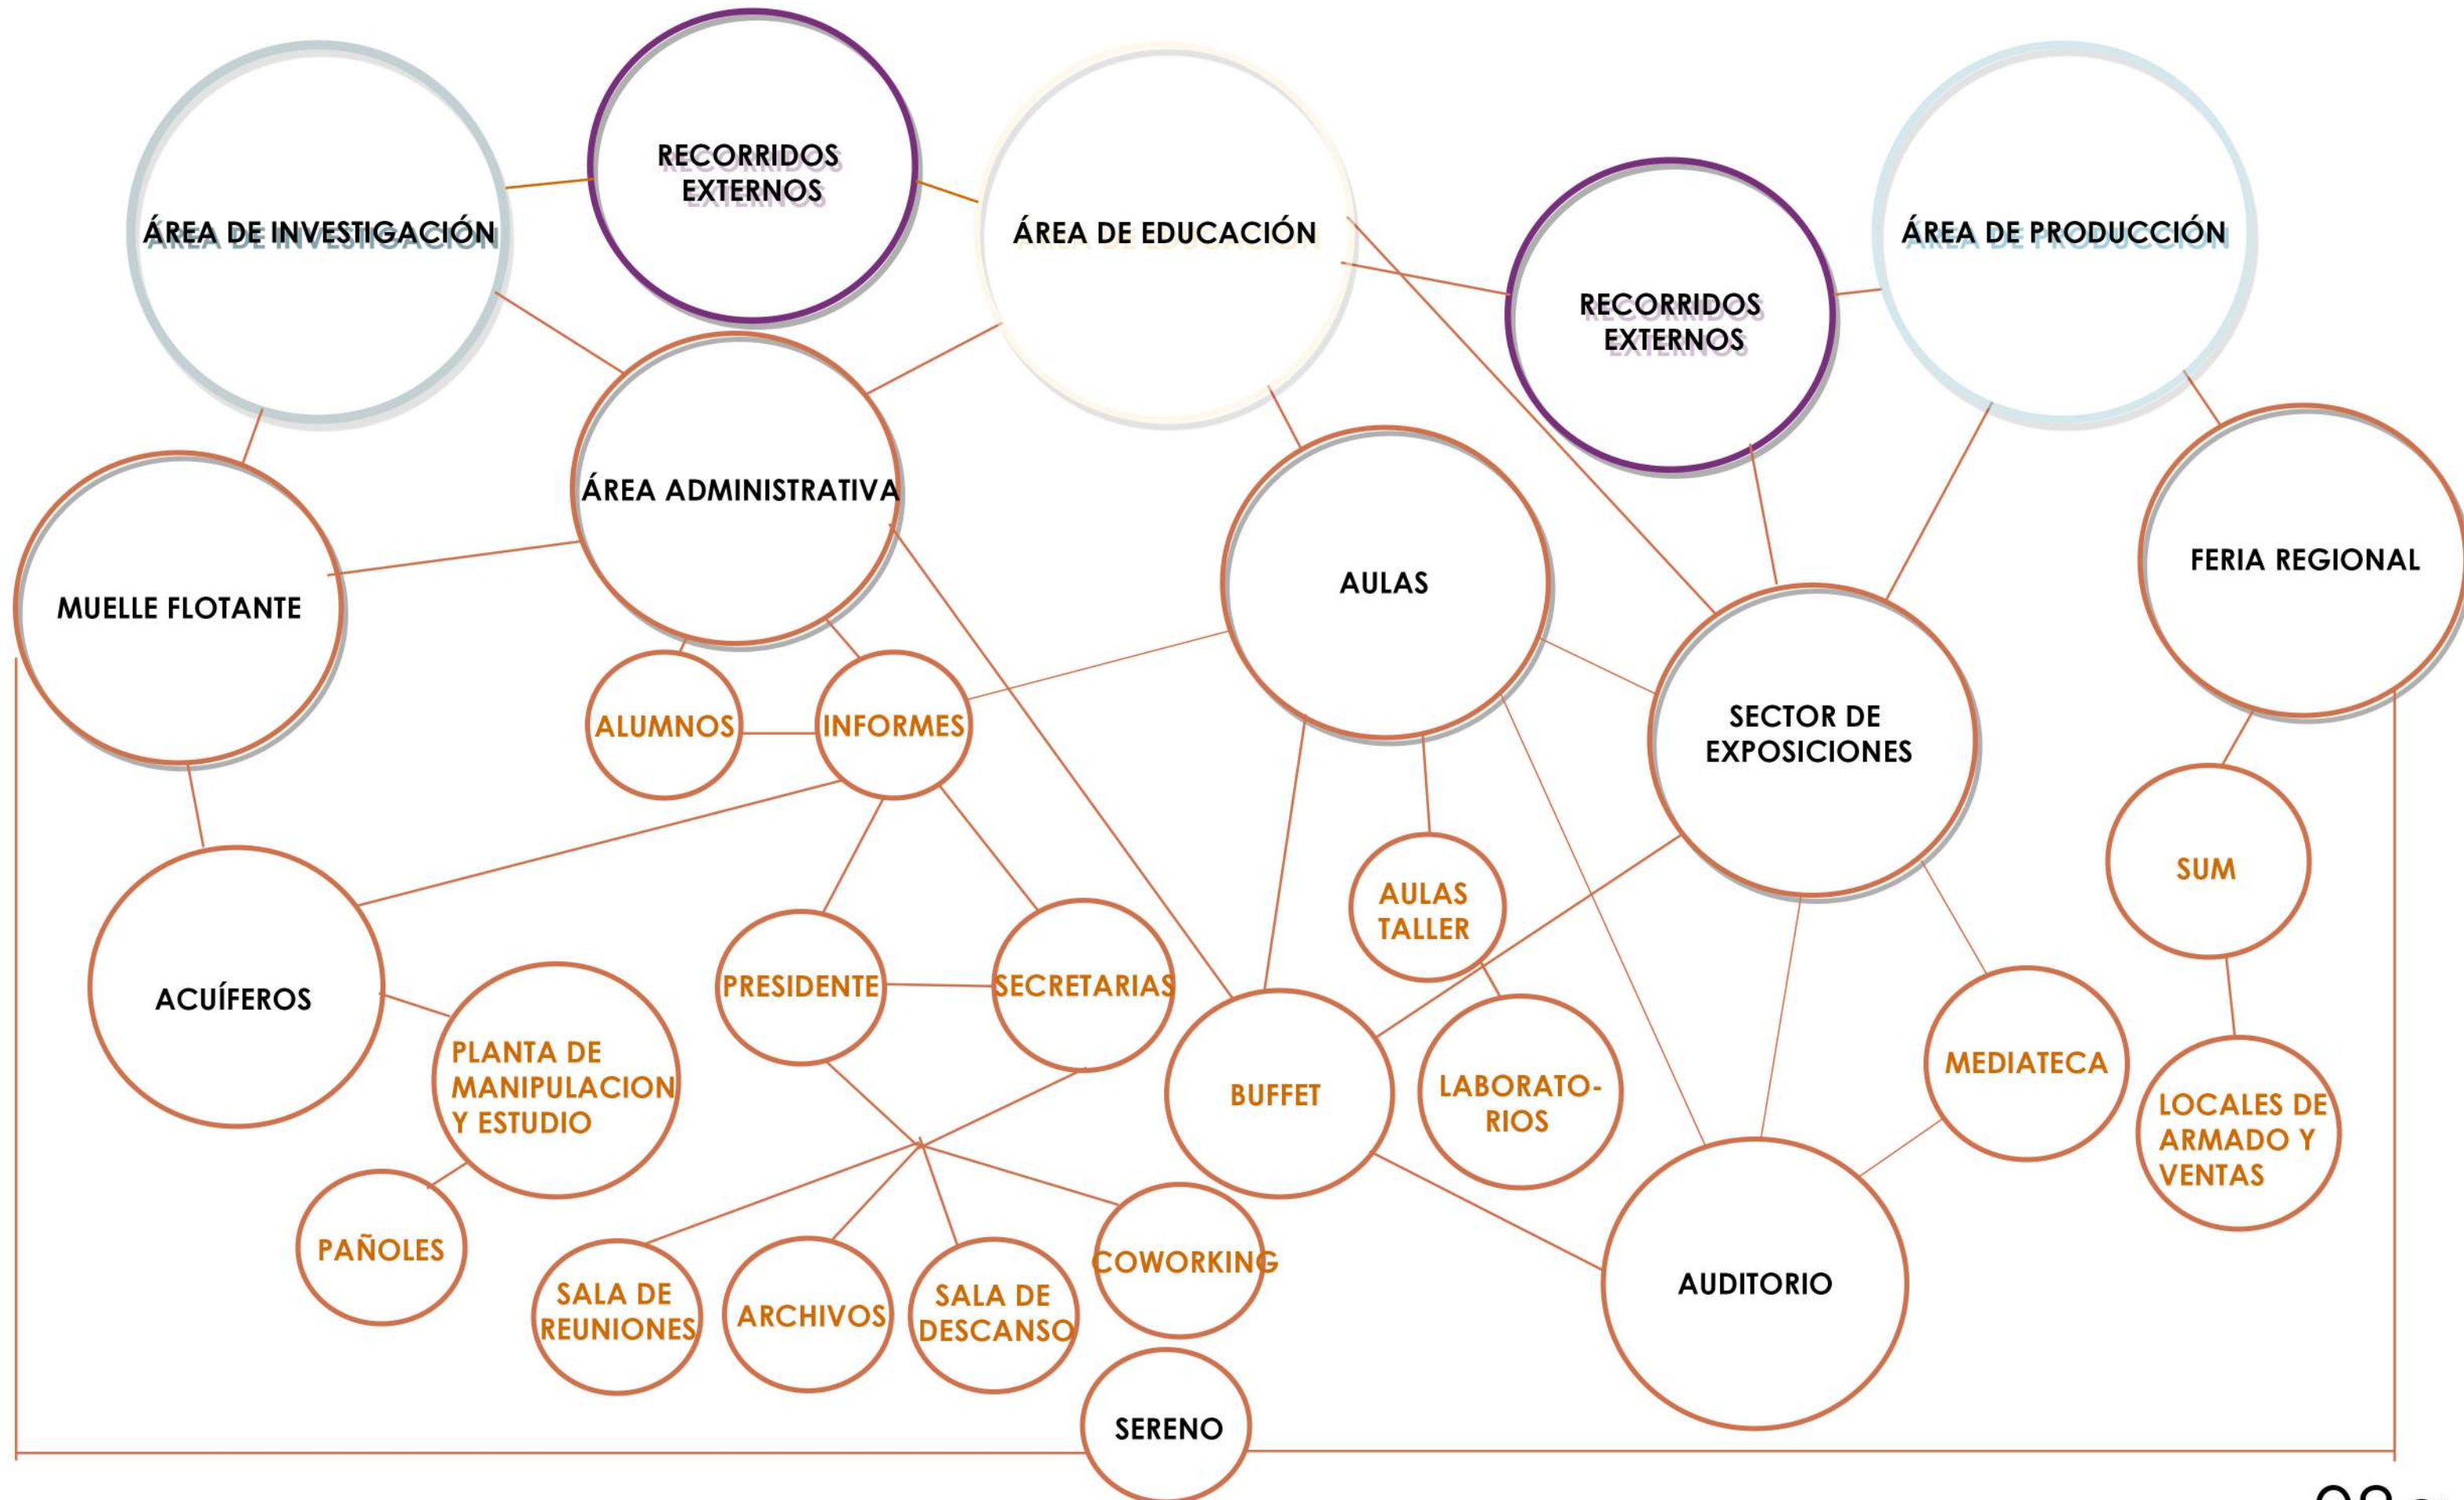 RECORRIDOS
EXTERNOS
ÁREA DE INVESTIGACIÓN
ÁREA DE EDUCACIÓN
ÁREA DE PRODUCCIÓN
RECORRIDOS
EXTERNOS
ÁREA ADMINISTRATIVA
MUELLE FLOTANTE
AULAS
FERIA REGIONAL
ALUMNOS
INFORMES
SECTOR DE
EXPOSICIONES
SUM
AULAS
TALLER
ACUÍFEROS
PRESIDENTE
SECRETARIAS
PLANTA DE
MANIPULACION
Y ESTUDIO
BUFFET
LABORATO-
RIOS
MEDIATECA
LOCALES DE
ARMADO Y
VENTAS
PAÑOLES
SALA DE
REUNIONES
ARCHIVOS
SALA DE
DESCANSO
COWORKING
AUDITORIO
SERENO